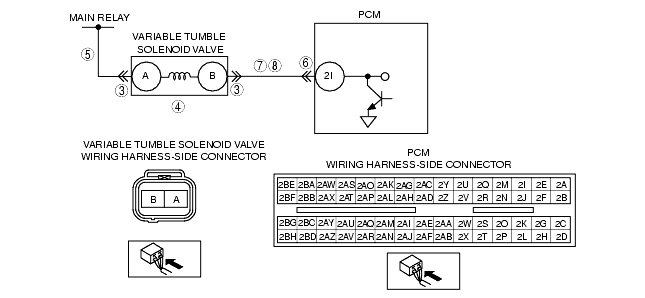 MAIN RELAY
PCM
VARIABLE TUMBLE
SOLENOID VALVE
5
A
B
7 8
6
2I
3
3
4
VARIABLE TUMBLE SOLENOID VALVE
WIRING HARNESS-SIDE CONNECTOR
B A
PCM
WIRING HARNESS-SIDE CONNECTOR
2BE 2BA 2AW 2AS 2AO 2AK 2AG 2AC 2Y 2U 2Q 2M 2I 2E 2A
2BF 2BB 2AX 2AT 2AP 2AL 2AH 2AD 2Z 2V 2R 2N 2J 2F 2B
2BG 2BC 2AY 2AU 2AQ 2AM 2AI 2AE 2AA 2W 2S 2O 2K 2G 2C
2BH 2BD 2AZ 2AV 2AR 2AN 2AJ 2AF 2AB 2X 2T 2P 2L 2H 2D